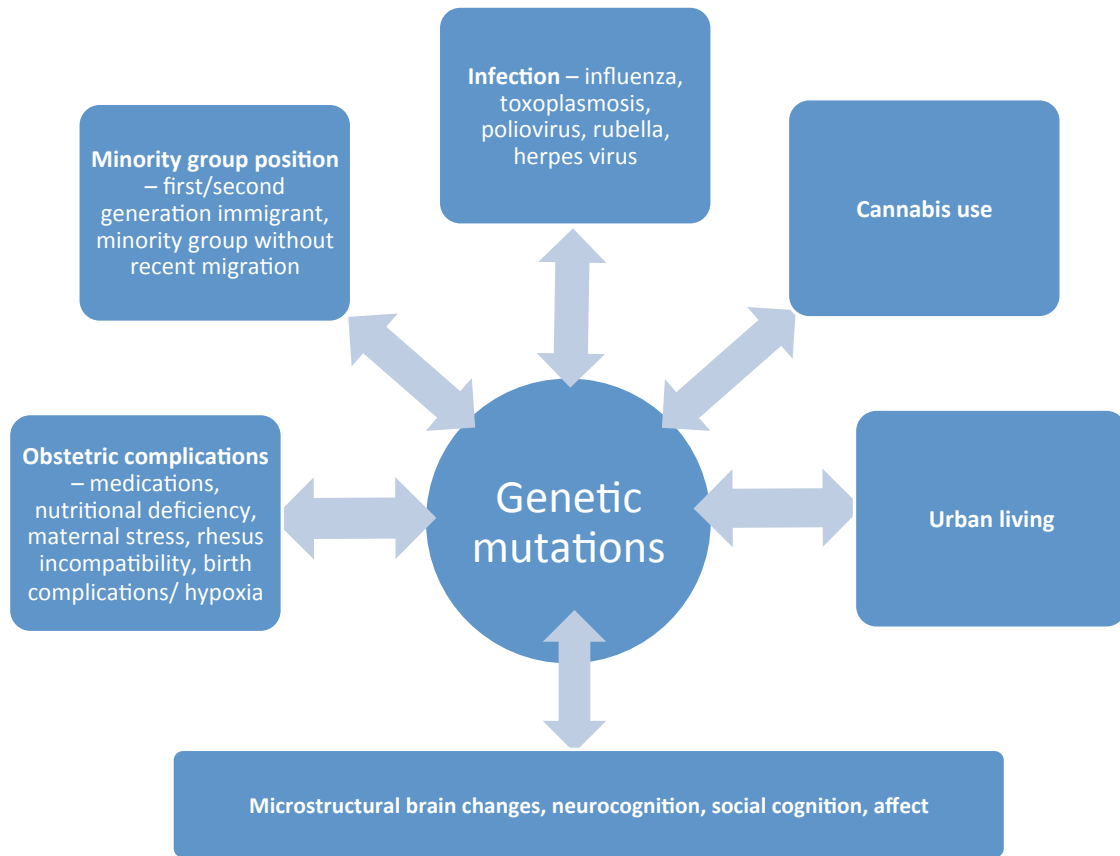 Infection – influenza,
toxoplasmosis,
poliovirus, rubella,
herpes virus
Minority group position
– first/second
generation immigrant,
minority group without
recent migration
Cannabis use
Obstetric complications
– medications,
nutritional deficiency,
maternal stress, rhesus
incompatibility, birth
complications/ hypoxia
Genetic
mutations
Urban living
Microstructural brain changes, neurocognition, social cognition, affect